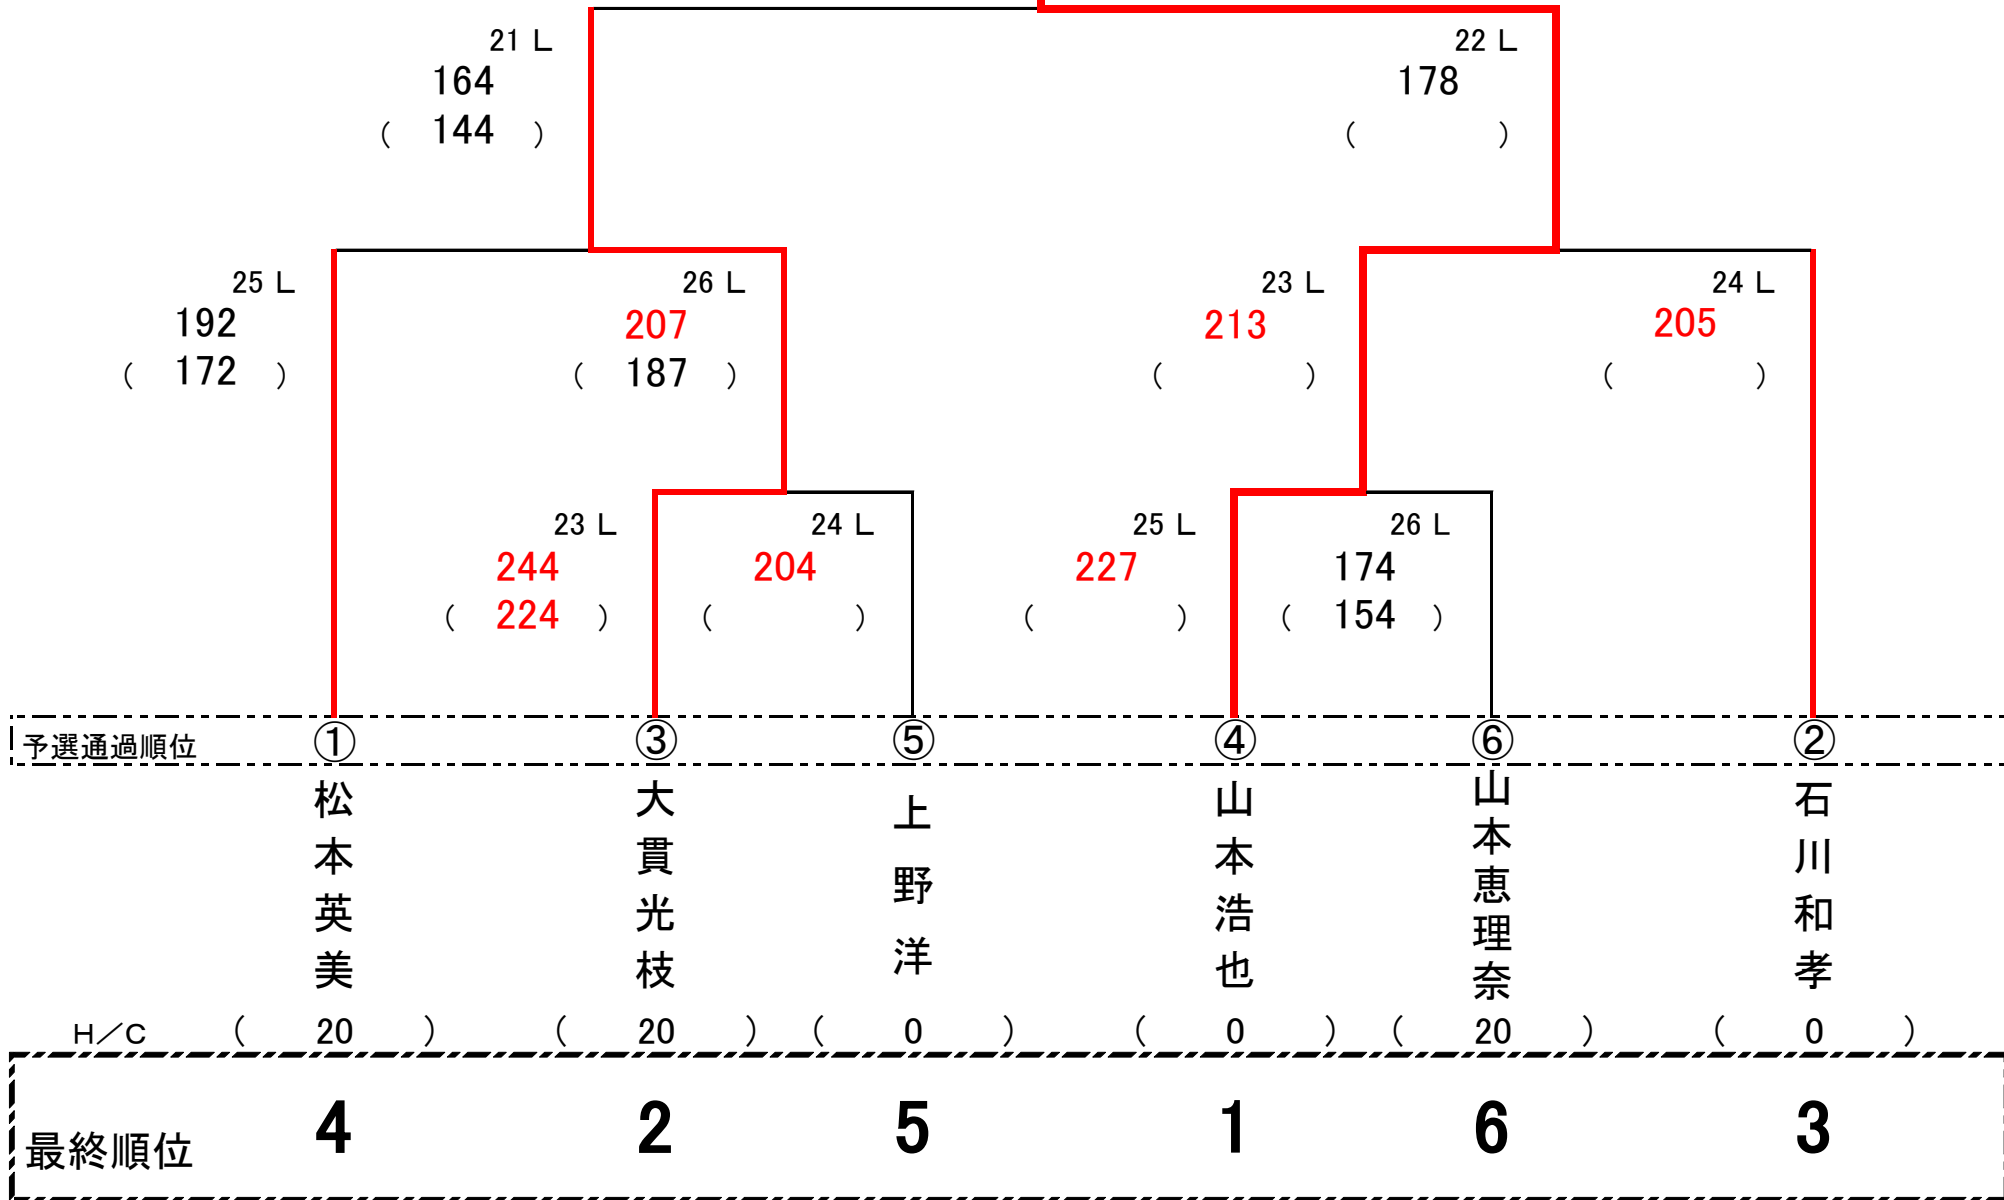 21 L 22 L
164 178
( 144 ) ( )
25 L 26 L 23 L 24 L
192 207 213 205
( 172 ) ( 187 ) ( ) ( )
23 L 24 L 25 L 26 L
244 204 227 174
( 224 ) ( ) ( ) ( 154 )
予選通過順位 ① ③ ⑤ ④ ⑥ ②
松本英美
大貫光枝
上野洋
山本浩也
山本恵理奈
石川和孝
H/C ( 20 ) ( 20 ) ( 0 ) ( 0 ) ( 20 ) ( 0 )
最終順位 4 2 5 1 6 3